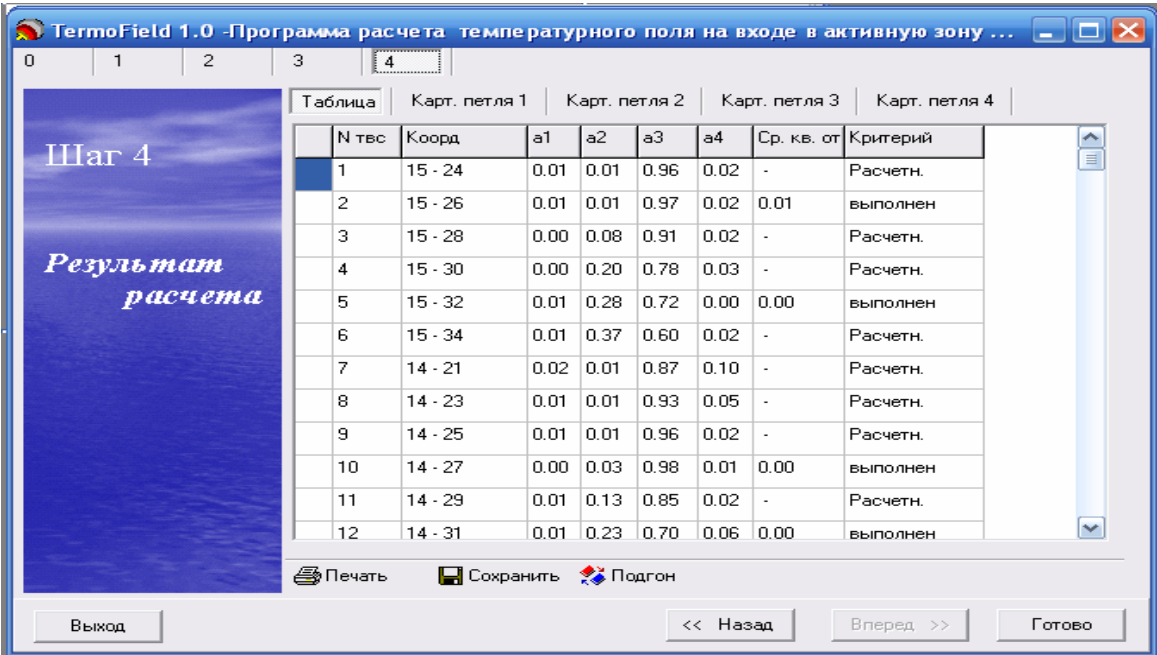 TermoField 1.0 -Программа расчета температурного поля на входе в активную зону ...
0 1 2 3 4
Шаг 4
Результат
расчета
Таблица Карт. петля 1 Карт. петля 2 Карт. петля 3 Карт. петля 4
N твс Коорд a1 a2 a3 a4 Ср. кв. от Критерий
1 15 - 24 0.01 0.01 0.96 0.02 - Расчетн.
2 15 - 26 0.01 0.01 0.97 0.02 0.01 выполнен
3 15 - 28 0.00 0.08 0.91 0.02 - Расчетн.
4 15 - 30 0.00 0.20 0.78 0.03 - Расчетн.
5 15 - 32 0.01 0.28 0.72 0.00 0.00 выполнен
6 15 - 34 0.01 0.37 0.60 0.02 - Расчетн.
7 14 - 21 0.02 0.01 0.87 0.10 - Расчетн.
8 14 - 23 0.01 0.01 0.93 0.05 - Расчетн.
9 14 - 25 0.01 0.01 0.96 0.02 - Расчетн.
10 14 - 27 0.00 0.03 0.98 0.01 0.00 выполнен
11 14 - 29 0.01 0.13 0.85 0.02 - Расчетн.
12 14 - 31 0.01 0.23 0.70 0.06 0.00 выполнен
Печать Сохранить Подгон
Выход << Назад Вперед >> Готово